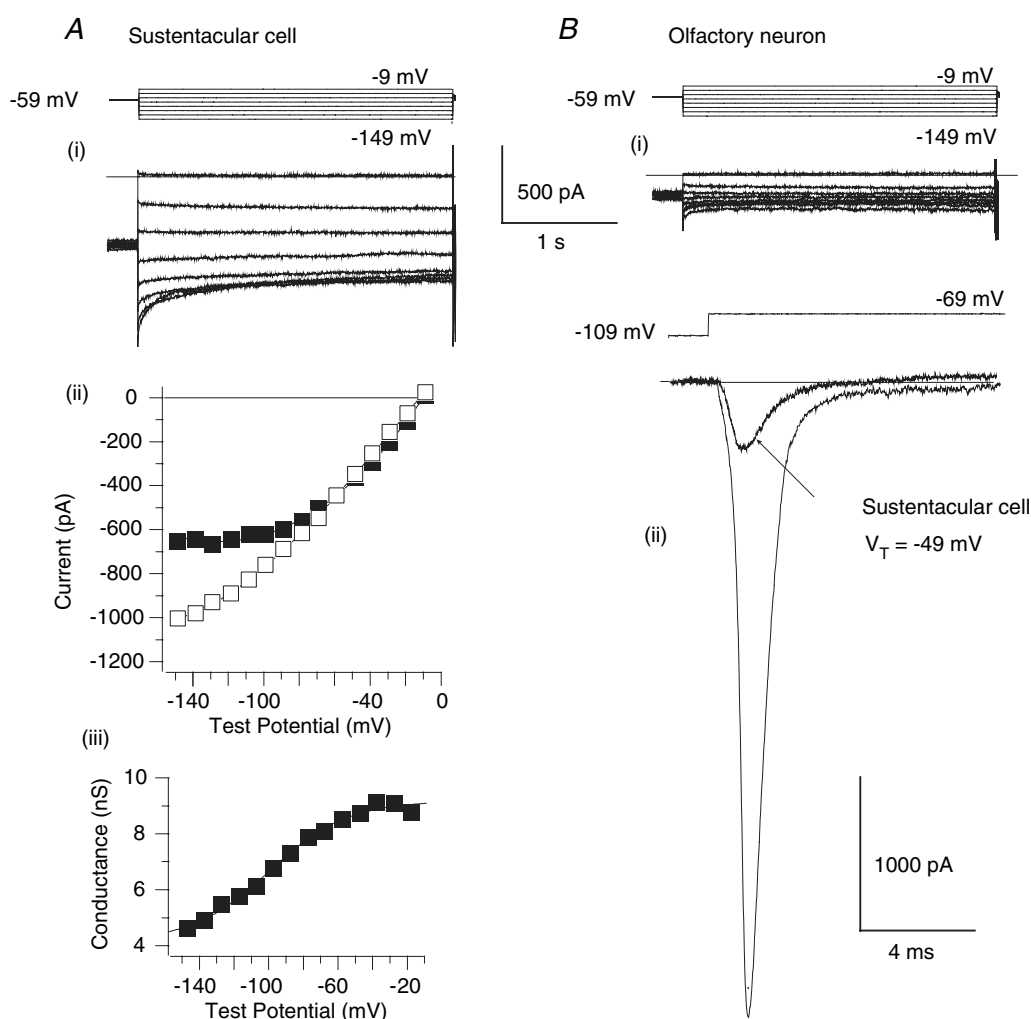 A Sustentacular cell
-9 mV
-59 mV
-149 mV
(i)
500 pA
1 s
(ii)
0
-200
-400
-600
-800
-1000
-1200
Current (pA)
-140
-100
-40
0
Test Potential (mV)
(iii)
10
8
6
4
Conductance (nS)
-140
-100
-60
-20
Test Potential (mV)
B Olfactory neuron
-9 mV
-59 mV
-149 mV
(i)
-69 mV
-109 mV
Sustentacular cell
V_T = -49 mV
(ii)
1000 pA
4 ms